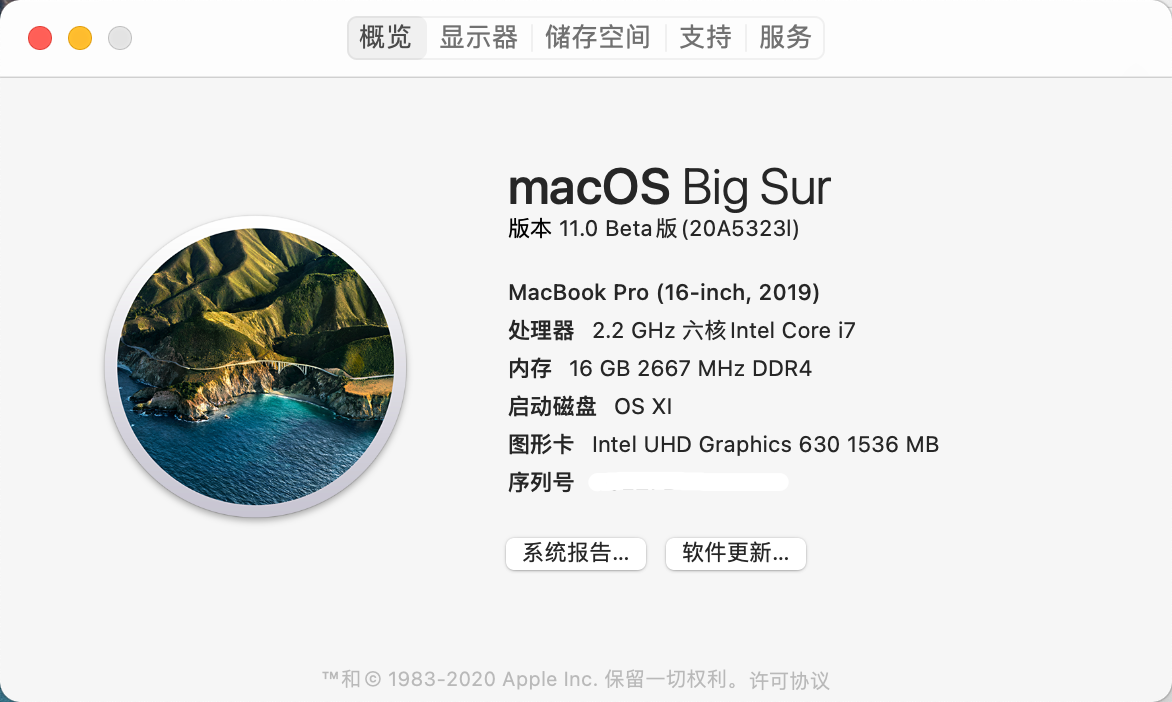 概览 显示器 储存空间 支持 服务
macOS Big Sur
版本 11.0 Beta版 (20A5323l)
MacBook Pro (16-inch, 2019)
处理器 2.2 GHz 六核Intel Core i7
内存 16 GB 2667 MHz DDR4
启动磁盘 OS XI
图形卡 Intel UHD Graphics 630 1536 MB
序列号
系统报告... 软件更新...
™和© 1983-2020 Apple Inc. 保留一切权利。许可协议